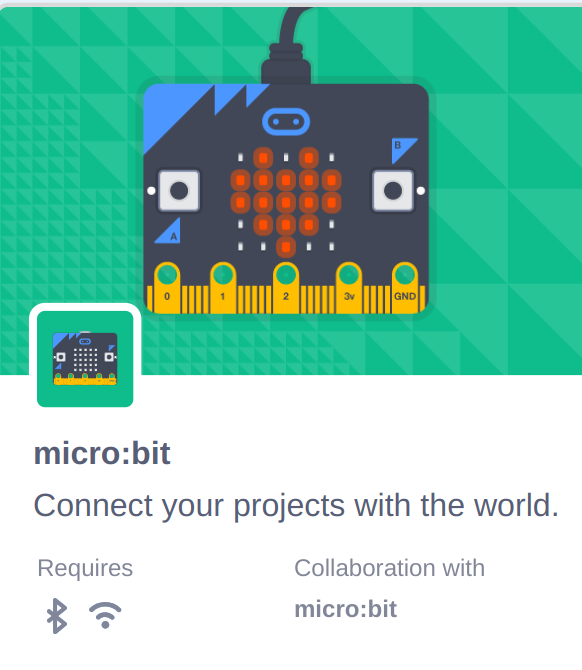 B
A
0 1 2 3v GND
micro:bit
Connect your projects with the world.
Requires Collaboration with
micro:bit